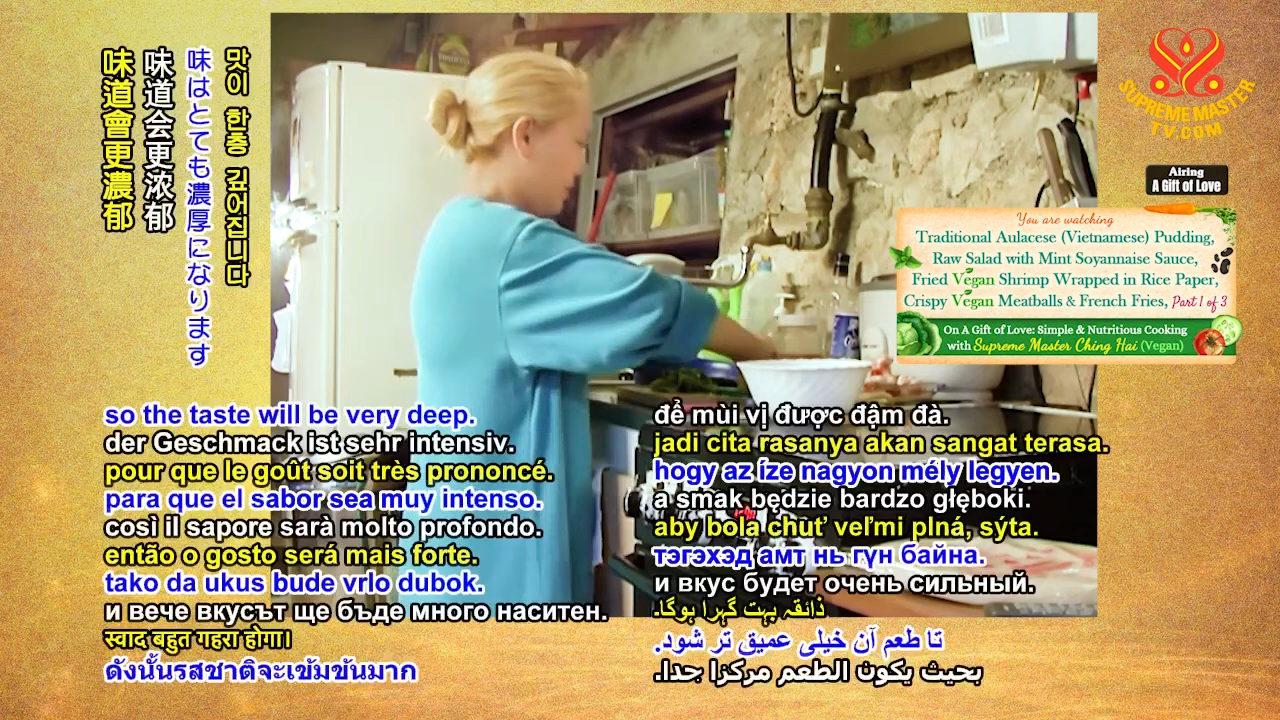 味道會更濃郁
味道会更浓郁
味はとても濃厚になります
맛이 한층 깊어집니다
SUPREME MASTER
TV.COM
Airing
A Gift of Love
You are watching
Traditional Aulacese (Vietnamese) Pudding,
Raw Salad with Mint Soyannaise Sauce,
Fried Vegan Shrimp Wrapped in Rice Paper,
Crispy Vegan Meatballs & French Fries, Part 1 of 3
On A Gift of Love: Simple & Nutritious Cooking
with Supreme Master Ching Hai (Vegan)
so the taste will be very deep.
der Geschmack ist sehr intensiv.
pour que le goût soit très prononcé.
para que el sabor sea muy intenso.
così il sapore sarà molto profondo.
então o gosto será mais forte.
tako da ukus bude vrlo dubok.
и вече вкусът ще бъде много наситен.
स्वाद बहुत गहरा होगा।
ดังนั้นรสชาติจะเข้มข้นมาก
để mùi vị được đậm đà.
jadi cita rasanya akan sangat terasa.
hogy az íze nagyon mély legyen.
a smak będzie bardzo głęboki.
aby bola chuť veľmi plná, sýta.
тэгэхэд амт нь гүн байна.
и вкус будет очень сильный.
ذائقہ بہت گہرا ہوگا.
تا طعم آن خیلی عمیق تر شود.
بحيث يكون الطعم مركزا جدا.